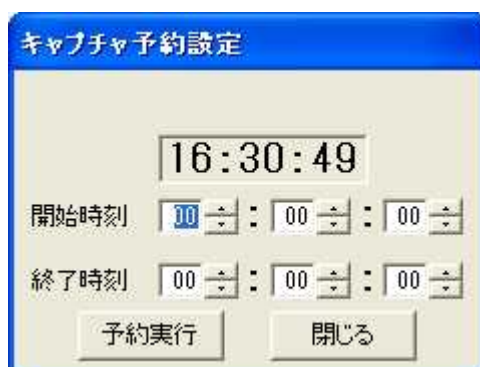 キャプチャ予約設定
16:30:49
開始時刻 00 : 00 : 00
終了時刻 00 : 00 : 00
予約実行 閉じる